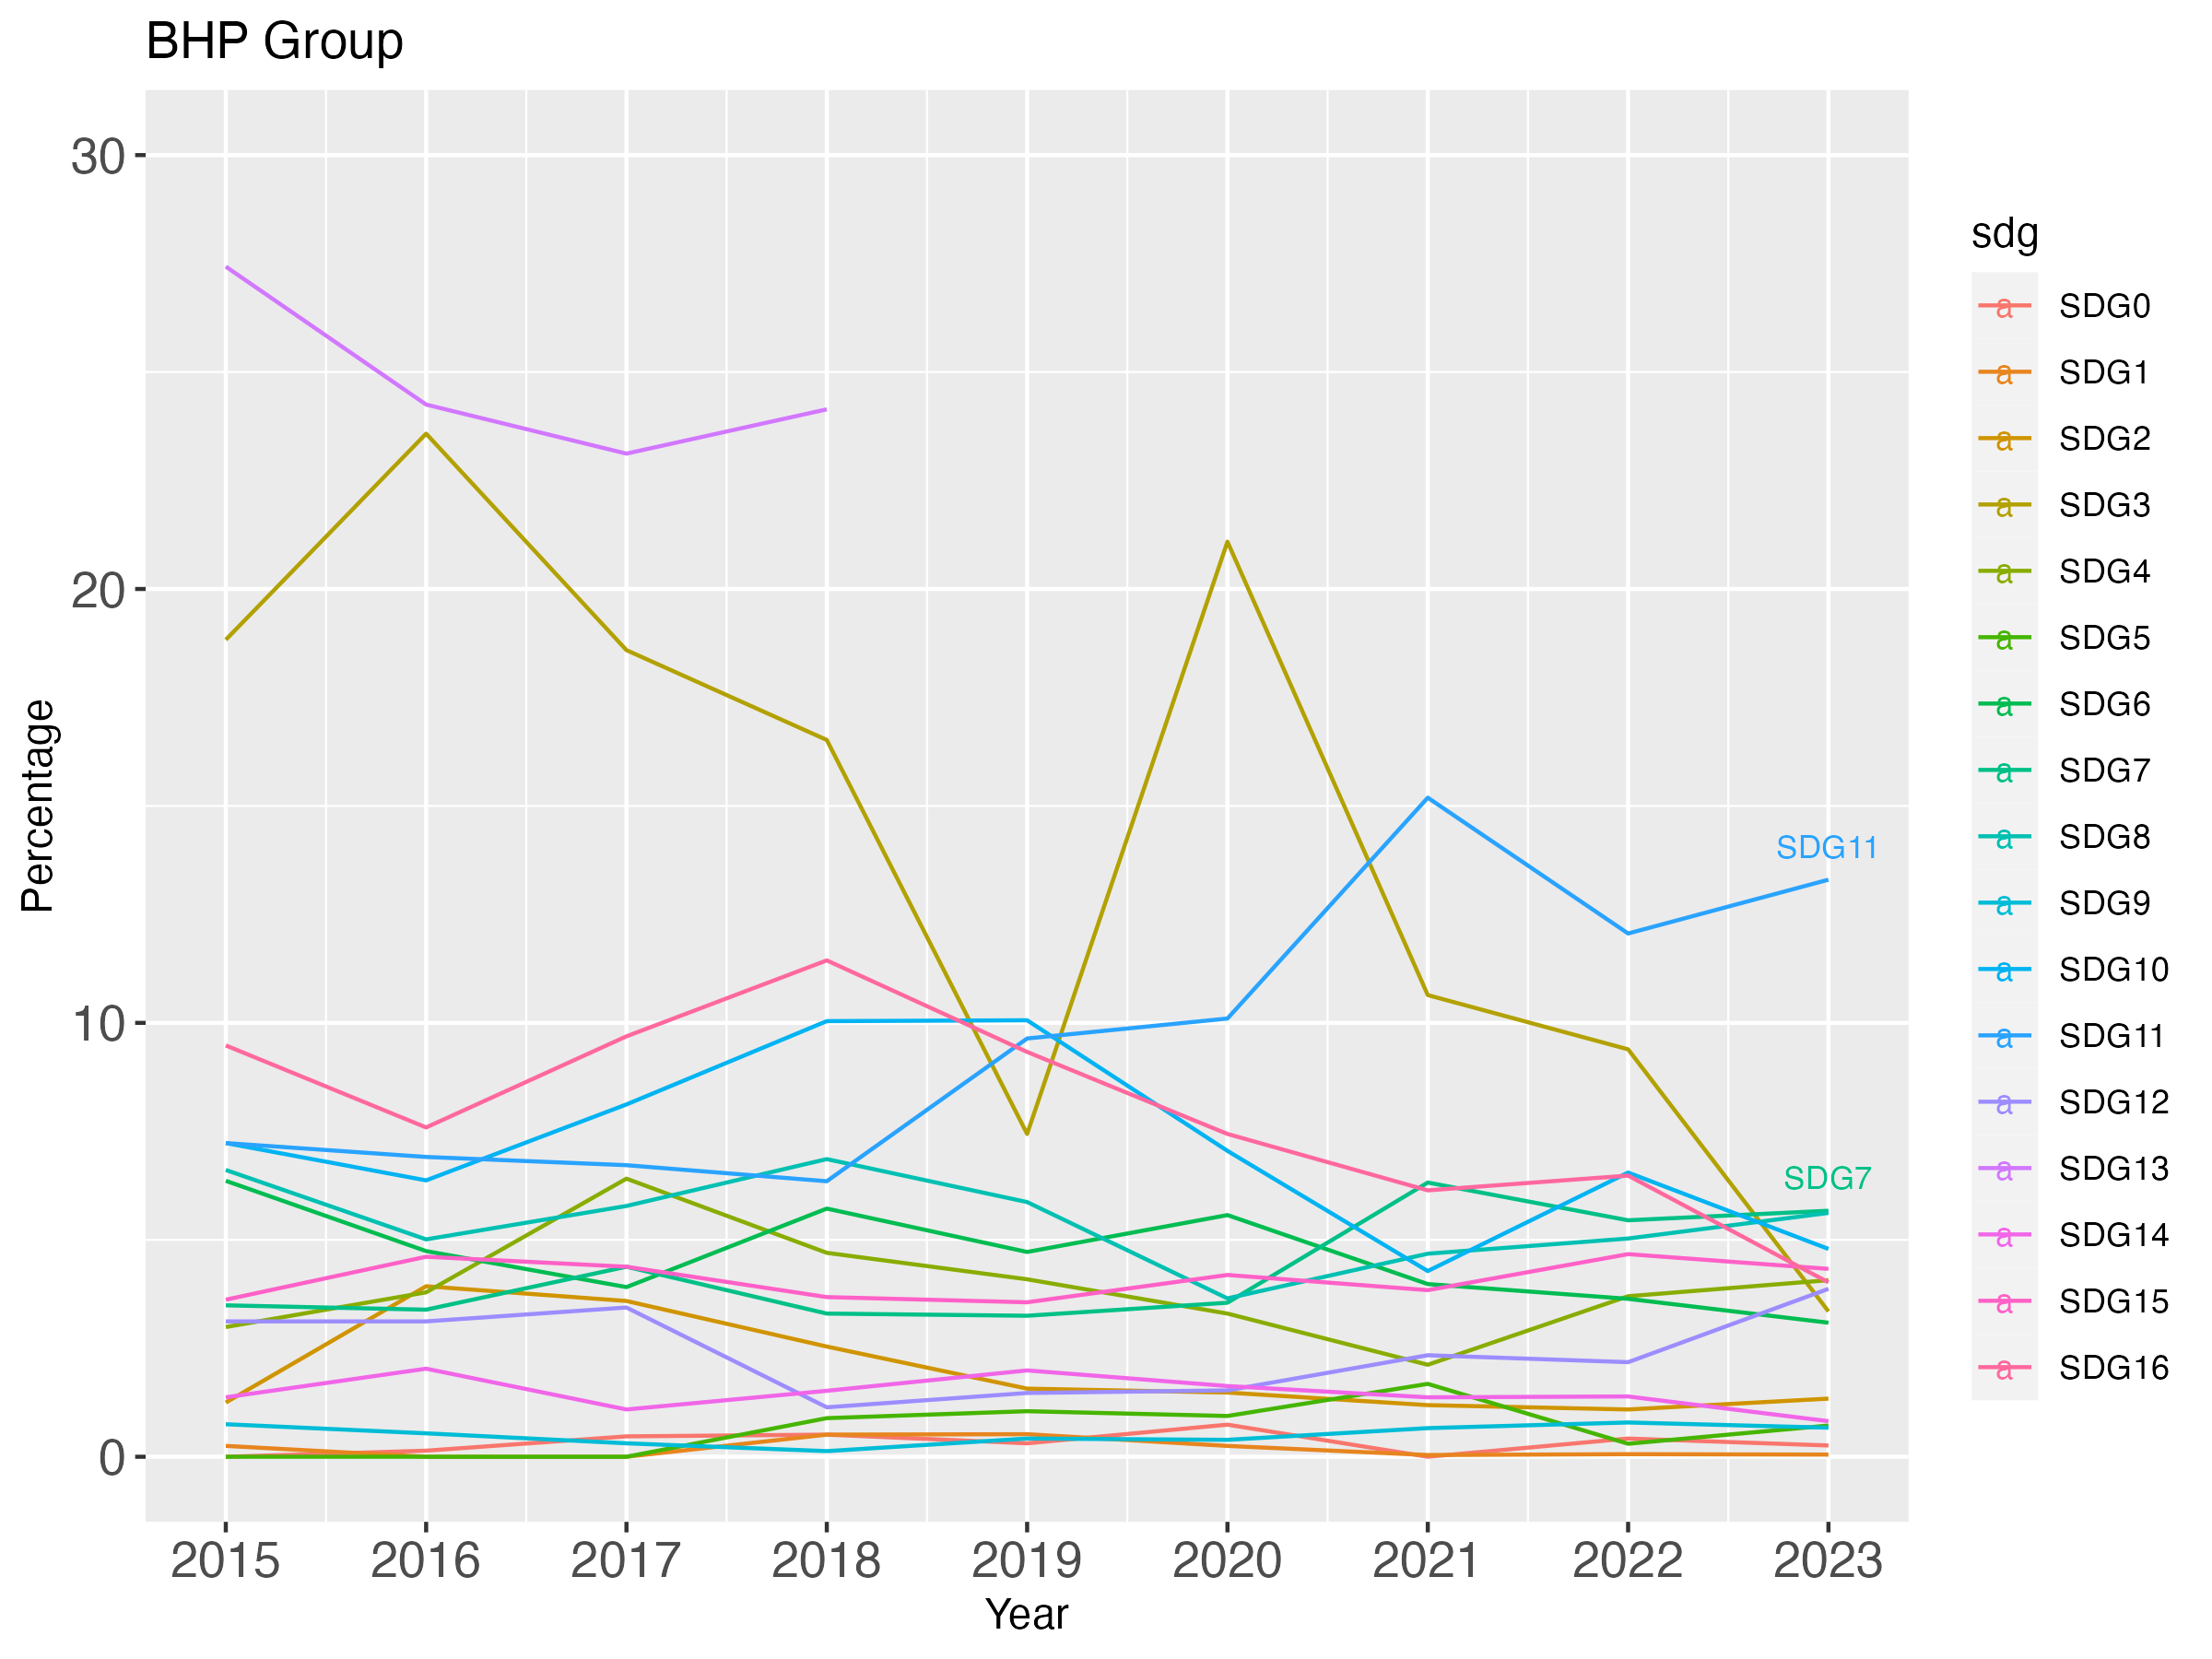 BHP Group
30
20
10
0
Percentage
2015 2016 2017 2018 2019 2020 2021 2022 2023
Year
SDG11
SDG7
sdg
a SDG0
a SDG1
a SDG2
a SDG3
a SDG4
a SDG5
a SDG6
a SDG7
a SDG8
a SDG9
a SDG10
a SDG11
a SDG12
a SDG13
a SDG14
a SDG15
a SDG16